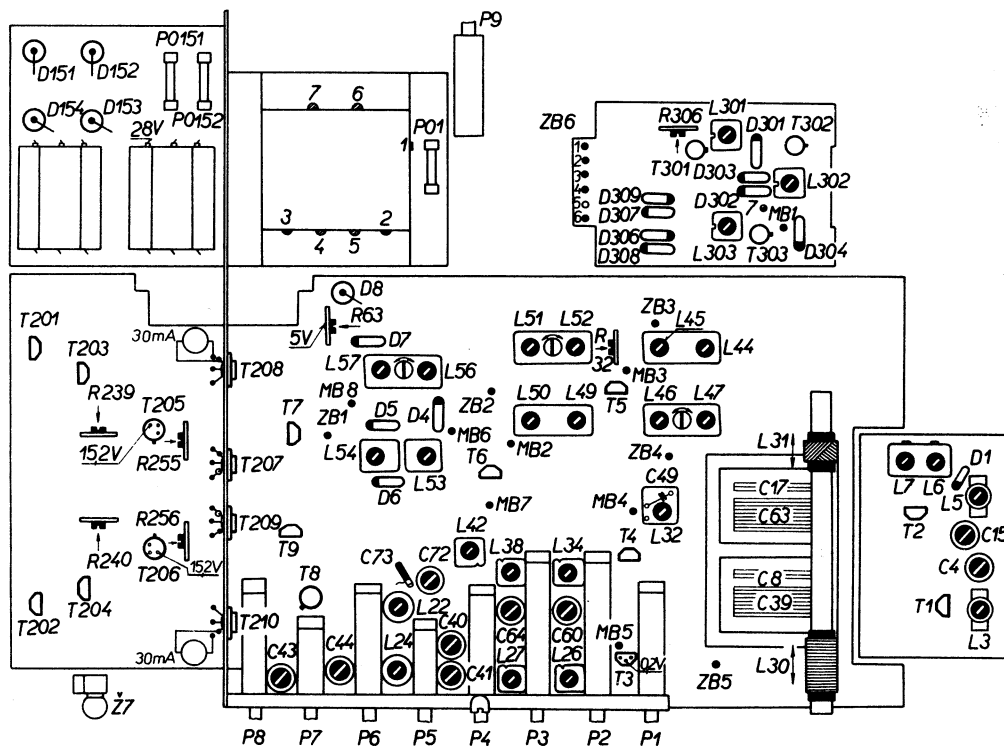 P9
PO151
D151
D152
D154
D153
PO152
28V
7
6
PO1
1
3
4
5
2
ZB6
1
2
3
4
5
6
R306
L301
D301
T302
T301
D303
L302
D309
D302
D307
7
MB1
D306
D308
L303
T303
D304
T201
30mA
T203
R239
T205
152V
R255
T208
T207
R256
T209
R240
T206
152V
T204
T202
T210
30mA
Ž7
D8
R63
5V
D7
L57
L56
MB8
ZB1
D5
D4
T7
L54
L53
MB6
D6
T6
ZB2
MB2
MB7
L51
L52
R
32
ZB3
L45
L44
MB3
T5
L50
L49
L46
L47
ZB4
C49
MB4
L32
T4
L31
C17
C63
C8
C39
L30
ZB5
L7
L6
L5
D1
T2
C15
C4
T1
L3
T9
T8
C73
C72
L42
L38
L34
L22
C43
C44
L24
C40
C41
C64
L27
C60
L26
MB5
T3
0,2V
P8
P7
P6
P5
P4
P3
P2
P1